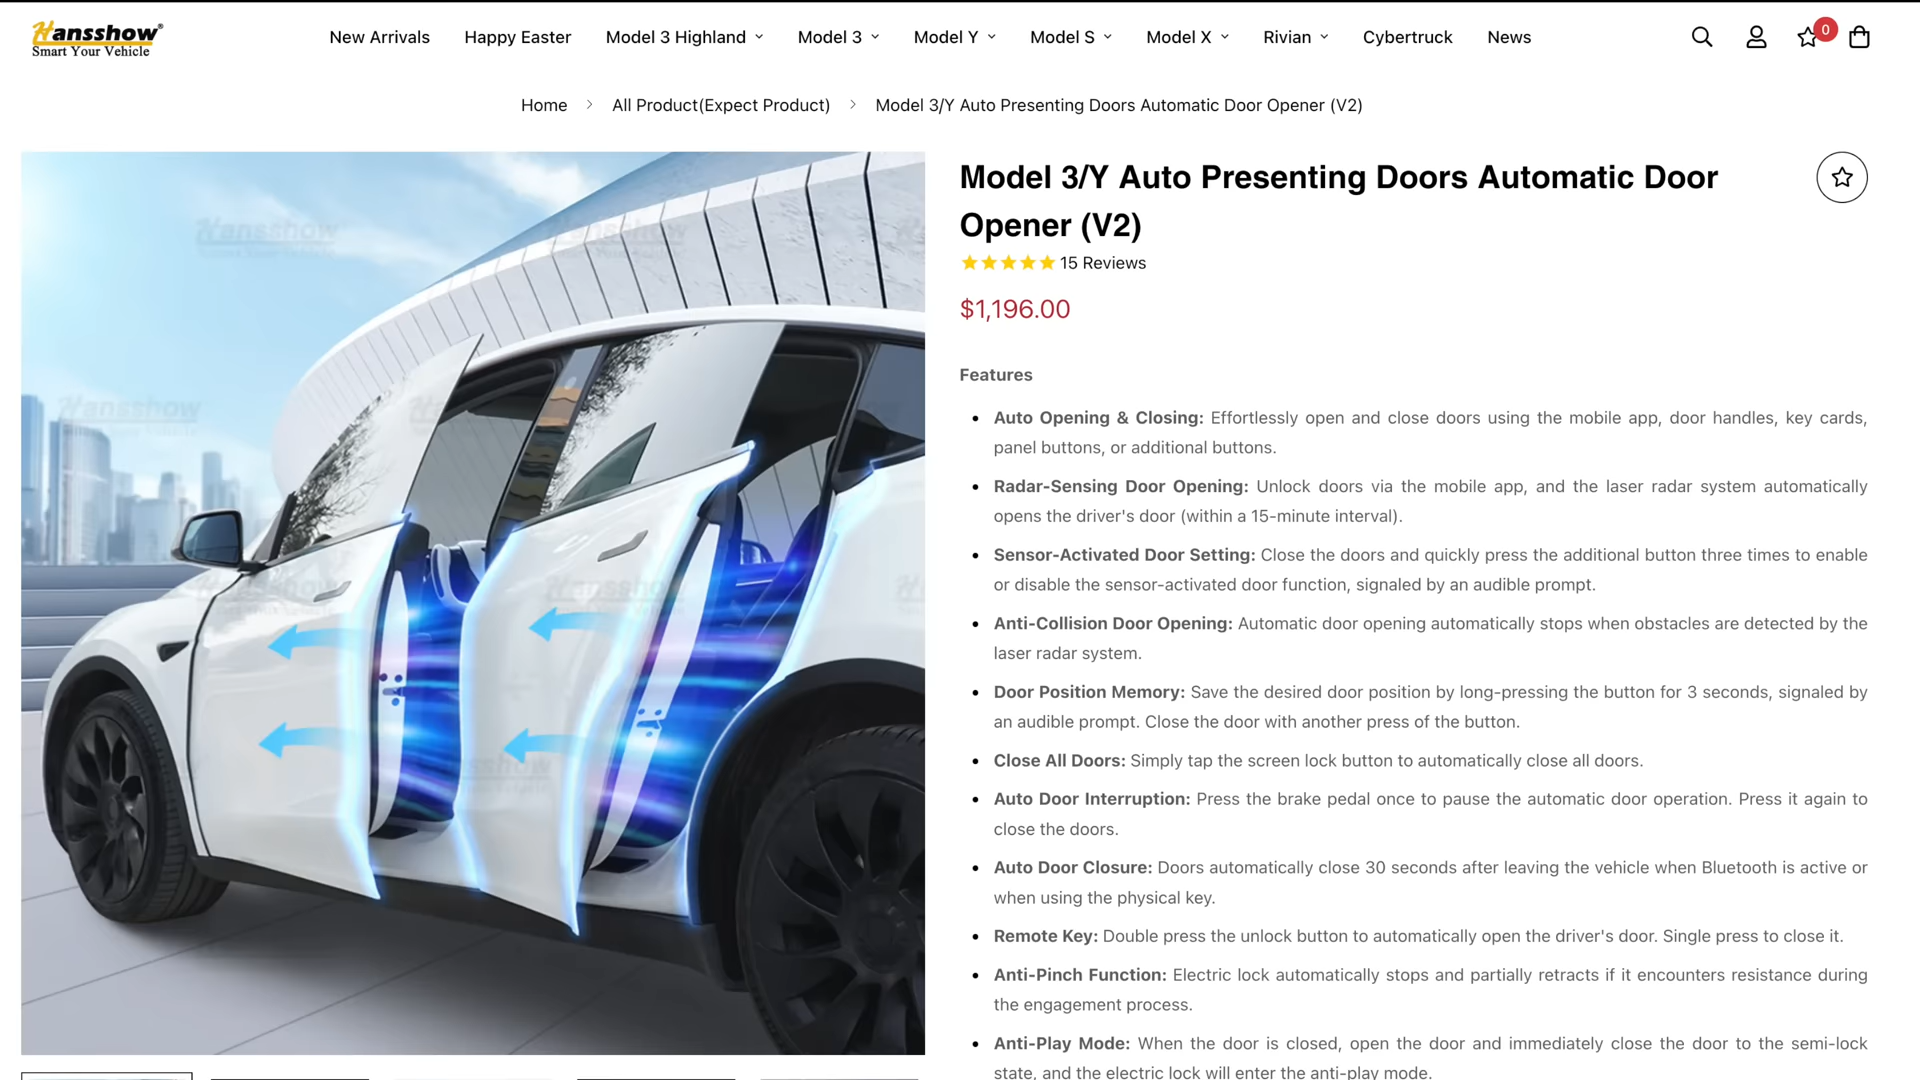 Hansshow®
Smart Your Vehicle
New Arrivals
Happy Easter
Model 3 Highland
Model 3
Model Y
Model S
Model X
Rivian
Cybertruck
News
0
Home > All Product(Expect Product) > Model 3/Y Auto Presenting Doors Automatic Door Opener (V2)
Hansshow
Hansshow
Hansshow
Hansshow
Hansshow
Model 3/Y Auto Presenting Doors Automatic Door
Opener (V2)
15 Reviews
$1,196.00
Features
Auto Opening & Closing: Effortlessly open and close doors using the mobile app, door handles, key cards,
panel buttons, or additional buttons.
Radar-Sensing Door Opening: Unlock doors via the mobile app, and the laser radar system automatically
opens the driver's door (within a 15-minute interval).
Sensor-Activated Door Setting: Close the doors and quickly press the additional button three times to enable
or disable the sensor-activated door function, signaled by an audible prompt.
Anti-Collision Door Opening: Automatic door opening automatically stops when obstacles are detected by the
laser radar system.
Door Position Memory: Save the desired door position by long-pressing the button for 3 seconds, signaled by
an audible prompt. Close the door with another press of the button.
Close All Doors: Simply tap the screen lock button to automatically close all doors.
Auto Door Interruption: Press the brake pedal once to pause the automatic door operation. Press it again to
close the doors.
Auto Door Closure: Doors automatically close 30 seconds after leaving the vehicle when Bluetooth is active or
when using the physical key.
Remote Key: Double press the unlock button to automatically open the driver's door. Single press to close it.
Anti-Pinch Function: Electric lock automatically stops and partially retracts if it encounters resistance during
the engagement process.
Anti-Play Mode: When the door is closed, open the door and immediately close the door to the semi-lock
state, and the electric lock will enter the anti-play mode.